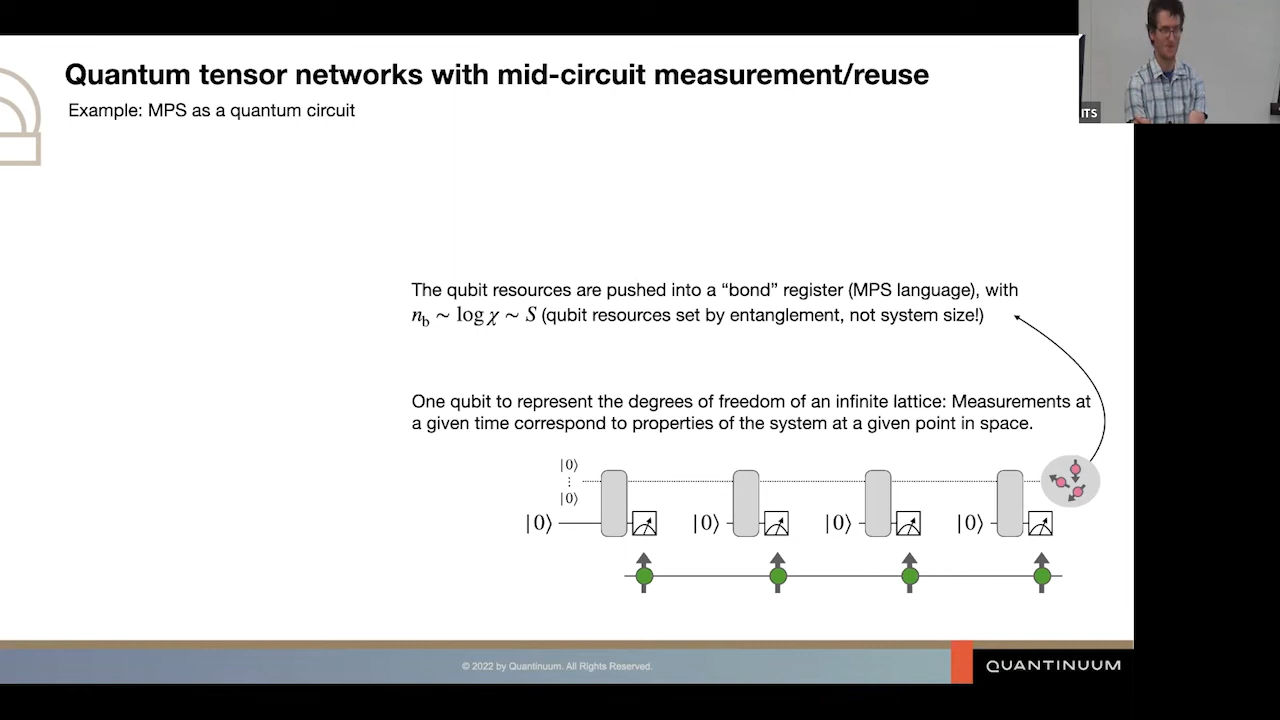 Quantum tensor networks with mid-circuit measurement/reuse
Example: MPS as a quantum circuit
ITS
The qubit resources are pushed into a “bond” register (MPS language), with
n_b ∼ log χ ∼ S (qubit resources set by entanglement, not system size!)
One qubit to represent the degrees of freedom of an infinite lattice: Measurements at
a given time correspond to properties of the system at a given point in space.
|0⟩
⋮
|0⟩
|0⟩ |0⟩ |0⟩ |0⟩
© 2022 by Quantinuum. All Rights Reserved.
QUANTINUUM